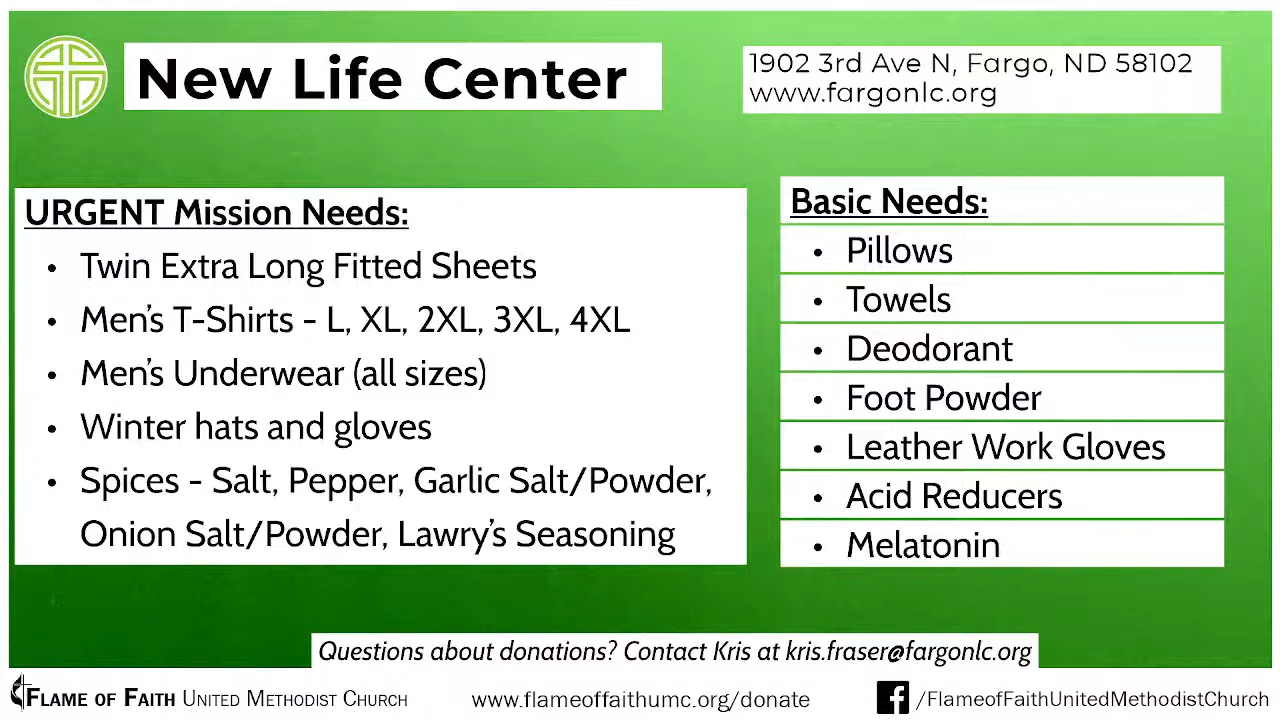 New Life Center
1902 3rd Ave N, Fargo, ND 58102
www.fargonlc.org
URGENT Mission Needs:
• Twin Extra Long Fitted Sheets
• Men's T-Shirts - L, XL, 2XL, 3XL, 4XL
• Men's Underwear (all sizes)
• Winter hats and gloves
• Spices - Salt, Pepper, Garlic Salt/Powder,
Onion Salt/Powder, Lawry's Seasoning
Basic Needs:
• Pillows
• Towels
• Deodorant
• Foot Powder
• Leather Work Gloves
• Acid Reducers
• Melatonin
Questions about donations? Contact Kris at kris.fraser@fargonlc.org
FLAME OF FAITH UNITED METHODIST CHURCH
www.flameoffaithumc.org/donate
/FlameofFaithUnitedMethodistChurch